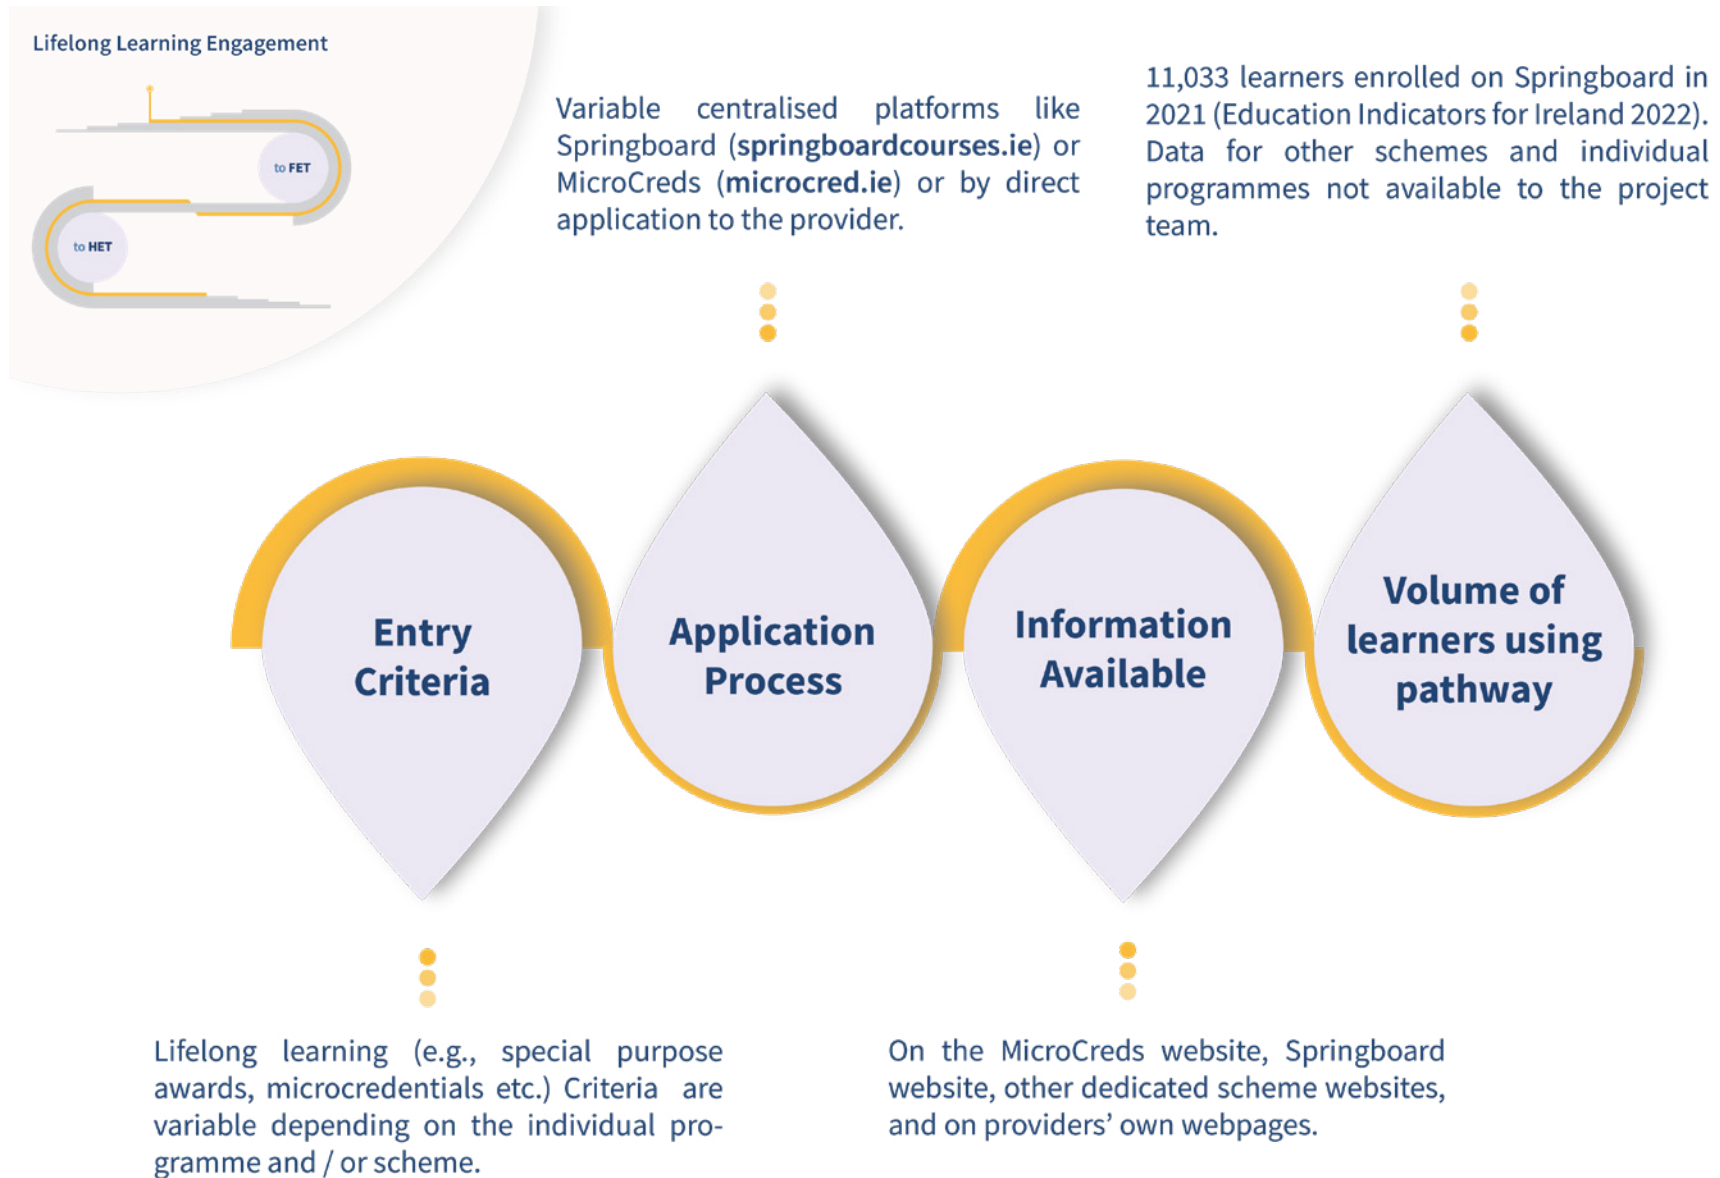 Lifelong Learning Engagement
to FET
to HET
Variable centralised platforms like
Springboard (springboardcourses.ie) or
MicroCreds (microcred.ie) or by direct
application to the provider.
11,033 learners enrolled on Springboard in
2021 (Education Indicators for Ireland 2022).
Data for other schemes and individual
programmes not available to the project
team.
Entry
Criteria
Application
Process
Information
Available
Volume of
learners using
pathway
Lifelong learning (e.g., special purpose
awards, microcredentials etc.) Criteria are
variable depending on the individual pro-
gramme and / or scheme.
On the MicroCreds website, Springboard
website, other dedicated scheme websites,
and on providers’ own webpages.